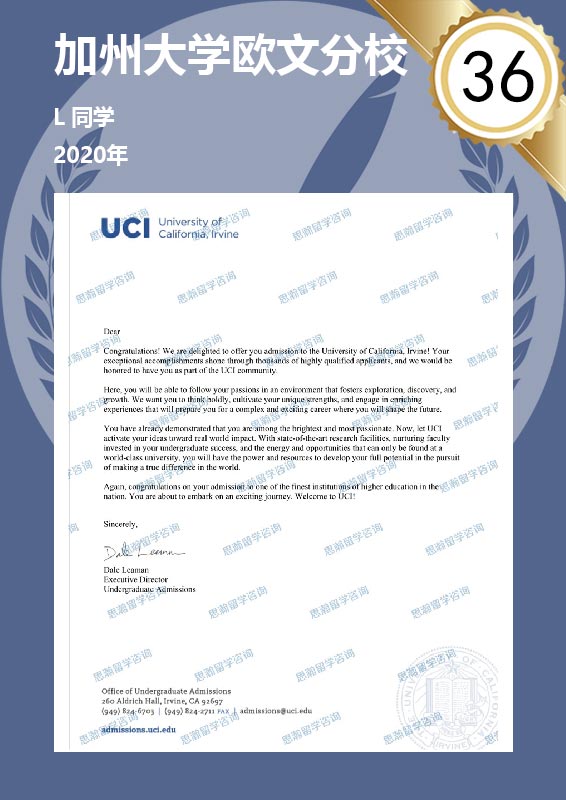 加州大学欧文分校
36
L 同学
2020年
UCI University of
California, Irvine
Dear
Congratulations! We are delighted to offer you admission to the University of California, Irvine! Your
exceptional accomplishments shone through thousands of highly qualified applicants, and we would be
honored to have you as part of the UCI community.
Here, you will be able to follow your passions in an environment that fosters exploration, discovery, and
growth. We want you to think boldly, cultivate your unique strengths, and engage in enriching
experiences that will prepare you for a complex and exciting career where you will shape the future.
You have already demonstrated that you are among the brightest and most passionate. Now, let UCI
activate your ideas toward real world impact. With state-of-the-art research facilities, nurturing faculty
invested in your undergraduate success, and the energy and opportunities that can only be found at a
world-class university, you will have the power and resources to develop your full potential in the pursuit
of making a true difference in the world.
Again, congratulations on your admission to one of the finest institutions of higher education in the
nation. You are about to embark on an exciting journey. Welcome to UCI!
Sincerely,
Dale Leaman
Dale Leaman
Executive Director
Undergraduate Admissions
Office of Undergraduate Admissions
260 Aldrich Hall, Irvine, CA 92697
(949) 824-6703 | (949) 824-2711 FAX | admissions@uci.edu
admissions.uci.edu
思瀚留学咨询